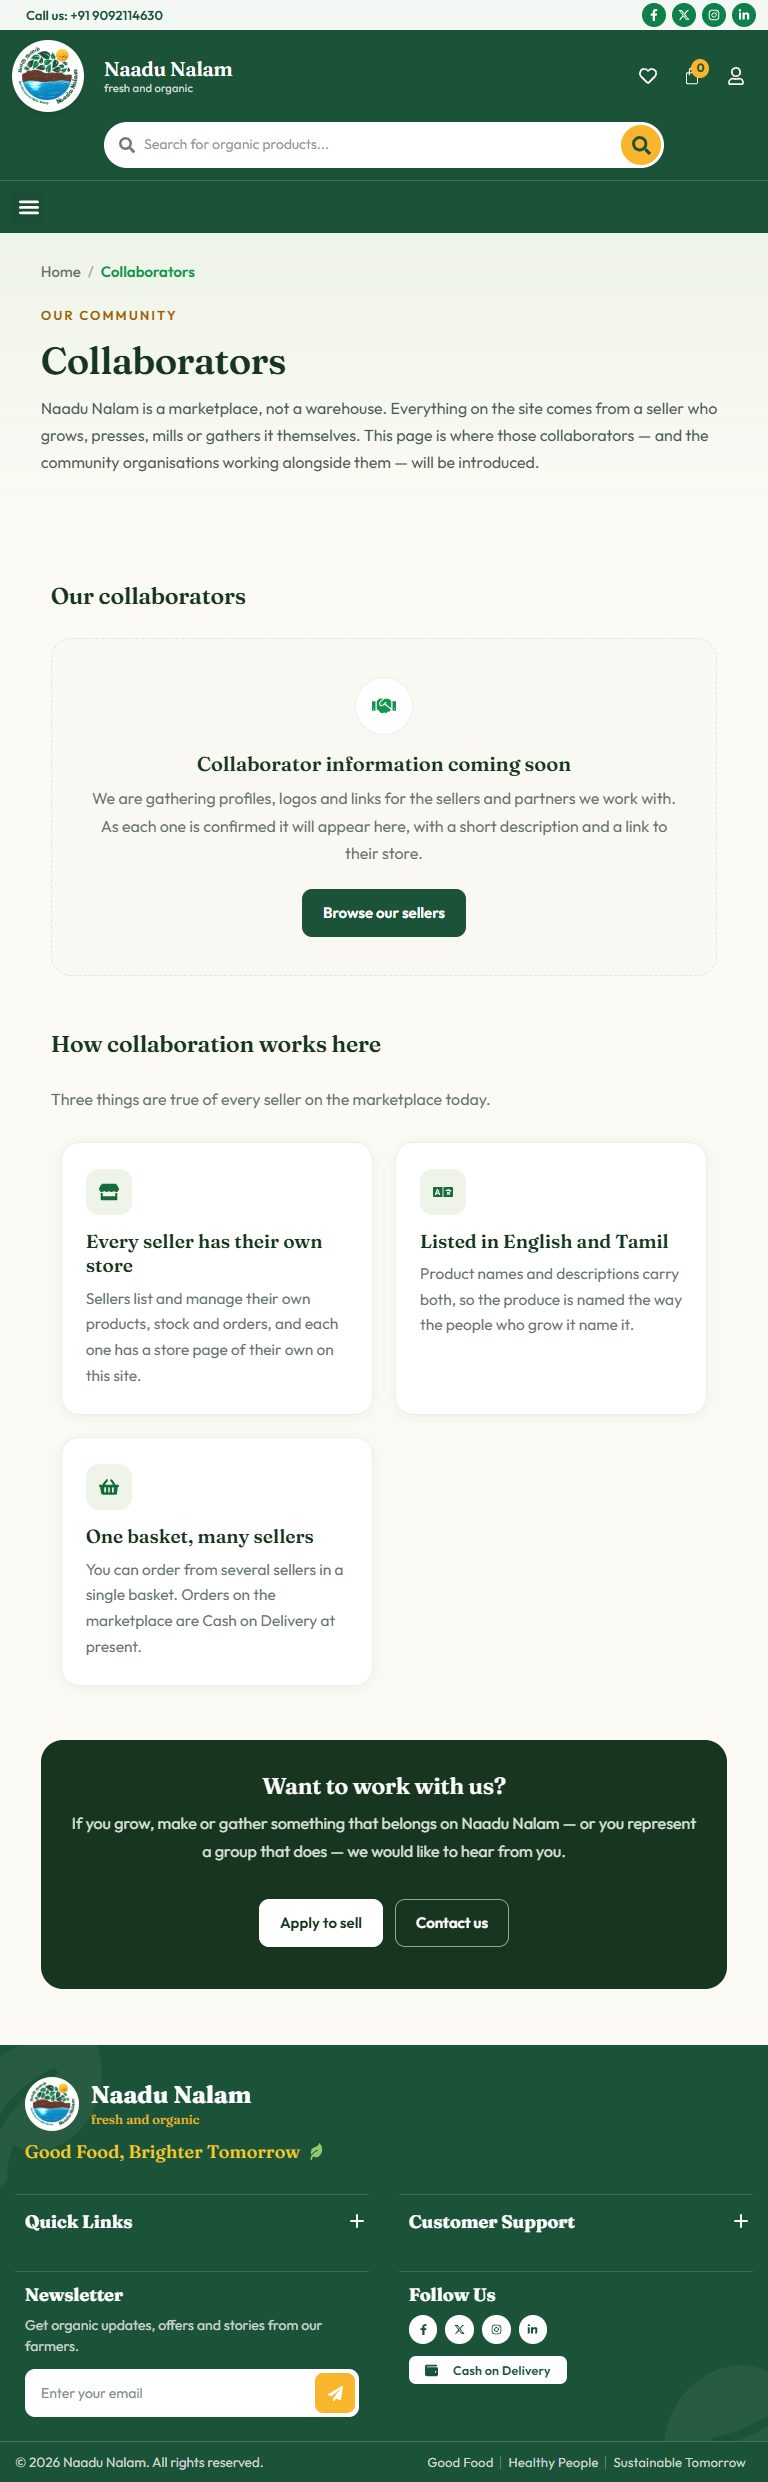 Call us: +91 9092114630
Naadu Nalam
fresh and organic
0
Search for organic products...
Home / Collaborators
OUR COMMUNITY
Collaborators
Naadu Nalam is a marketplace, not a warehouse. Everything on the site comes from a seller who
grows, presses, mills or gathers it themselves. This page is where those collaborators — and the
community organisations working alongside them — will be introduced.
Our collaborators
Collaborator information coming soon
We are gathering profiles, logos and links for the sellers and partners we work with.
As each one is confirmed it will appear here, with a short description and a link to
their store.
Browse our sellers
How collaboration works here
Three things are true of every seller on the marketplace today.
Every seller has their own
store
Sellers list and manage their own
products, stock and orders, and each
one has a store page of their own on
this site.
Listed in English and Tamil
Product names and descriptions carry
both, so the produce is named the way
the people who grow it name it.
One basket, many sellers
You can order from several sellers in a
single basket. Orders on the
marketplace are Cash on Delivery at
present.
Want to work with us?
If you grow, make or gather something that belongs on Naadu Nalam — or you represent
a group that does — we would like to hear from you.
Apply to sell
Contact us
Naadu Nalam
fresh and organic
Good Food, Brighter Tomorrow
Quick Links
Customer Support
Newsletter
Get organic updates, offers and stories from our
farmers.
Enter your email
Follow Us
Cash on Delivery
© 2026 Naadu Nalam. All rights reserved.
Good Food | Healthy People | Sustainable Tomorrow